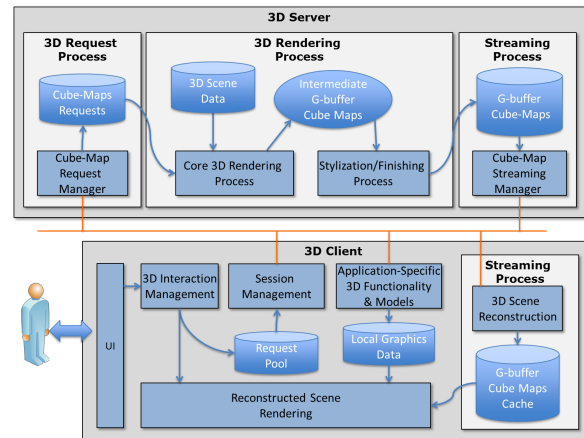 3D Server
3D Request
Process
3D Rendering
Process
Streaming
Process
Cube-Maps
Requests
3D Scene
Data
Intermediate
G-buffer
Cube Maps
G-buffer
Cube-Maps
Cube-Map
Request
Manager
Core 3D Rendering
Process
Stylization/Finishing
Process
Cube-Map
Streaming
Manager
3D Client
UI
3D Interaction
Management
Session
Management
Application-Specific
3D Functionality
& Models
Streaming
Process
3D Scene
Reconstruction
Request
Pool
Local Graphics
Data
G-buffer
Cube Maps
Cache
Reconstructed Scene
Rendering